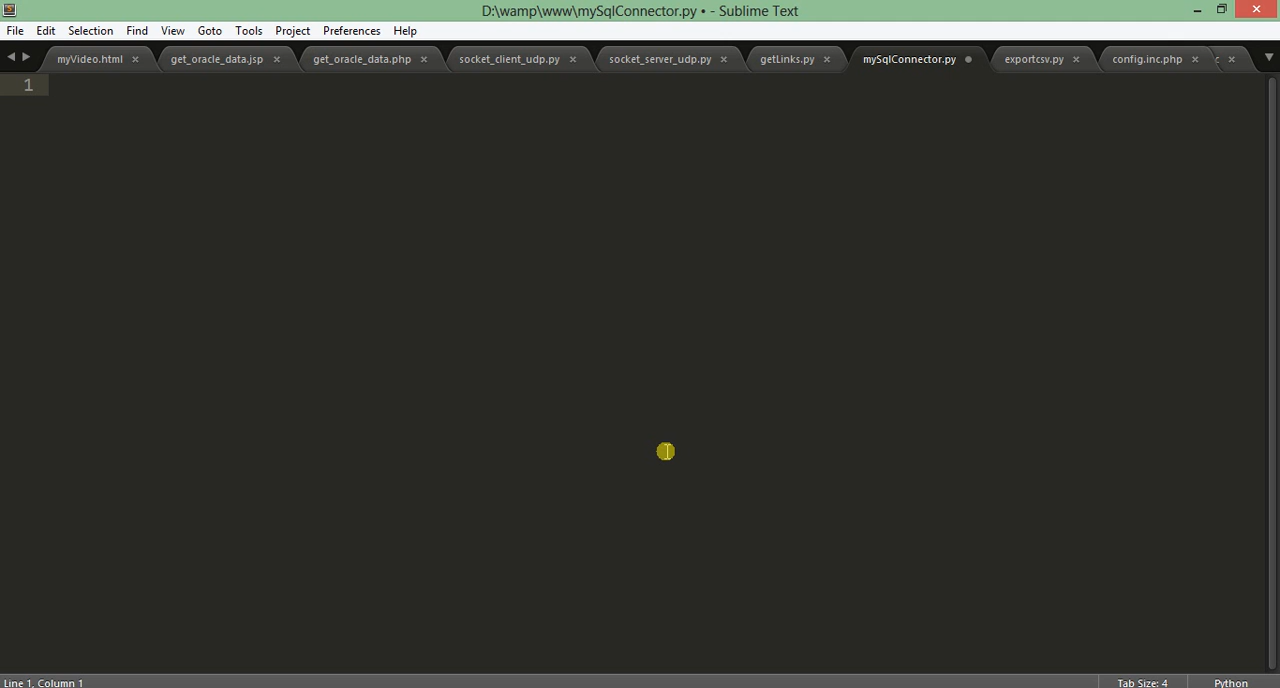 D:\wamp\www\mySqlConnector.py • - Sublime Text
File Edit Selection Find View Goto Tools Project Preferences Help
myVideo.html get_oracle_data.jsp get_oracle_data.php socket_client_udp.py socket_server_udp.py getLinks.py mySqlConnector.py exportcsv.py config.inc.php
1
Line 1, Column 1 Tab Size: 4 Python